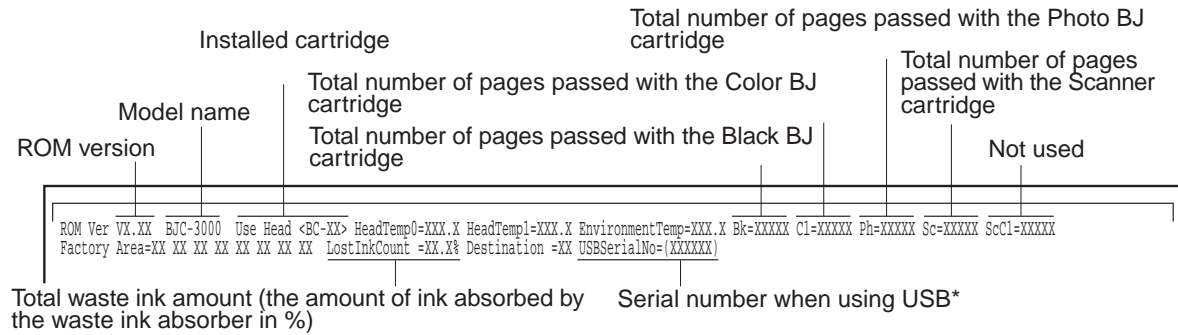 Total number of pages passed with the Photo BJ
cartridge
Installed cartridge
Total number of pages
passed with the Scanner
cartridge
Total number of pages passed with the Color BJ
cartridge
Model name
Total number of pages passed with the Black BJ
cartridge
ROM version
Not used
ROM Ver VX.XX BJC-3000 Use Head <BC-XX> HeadTemp0=XXX.X HeadTemp1=XXX.X EnvironmentTemp=XXX.X Bk=XXXXX Cl=XXXXX Ph=XXXXX Sc=XXXXX ScCl=XXXXX
Factory Area=XX XX XX XX XX XX XX XX LostInkCount =XX.X% Destination =XX USBSerialNo=(XXXXXX)
Total waste ink amount (the amount of ink absorbed by
the waste ink absorber in %)
Serial number when using USB*